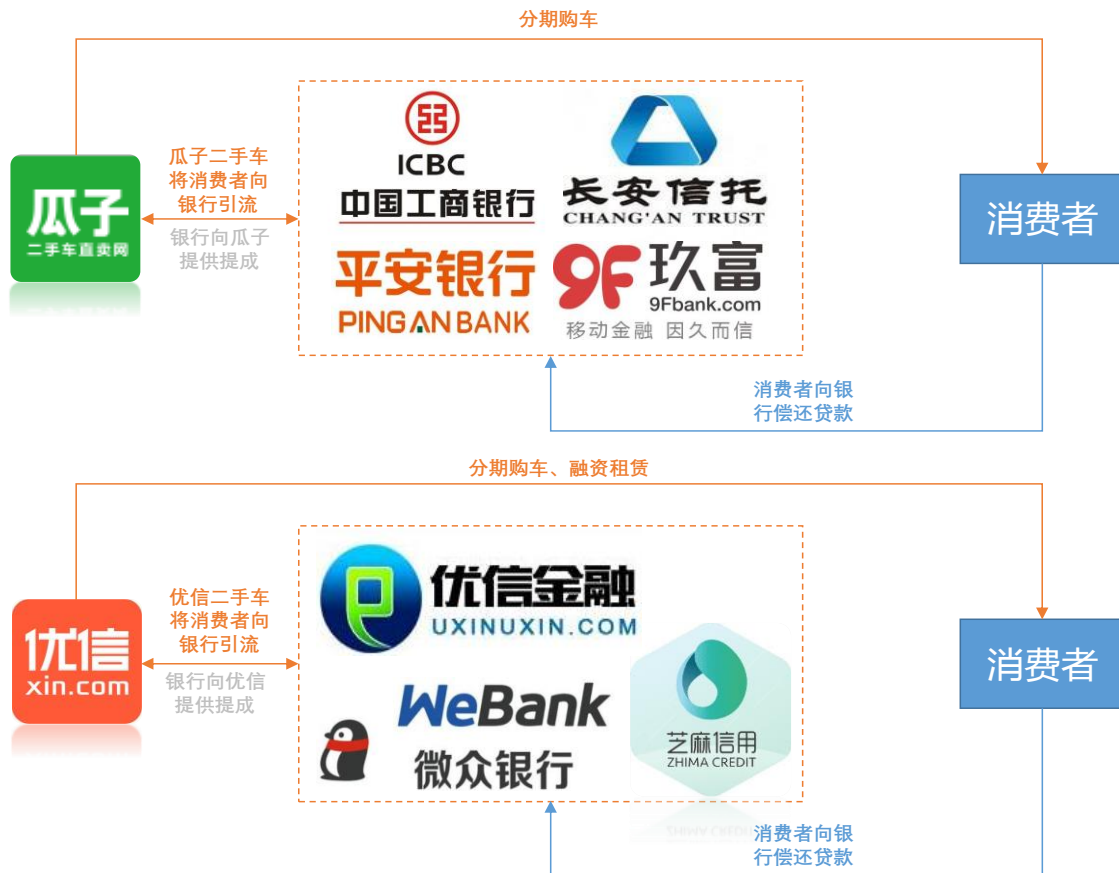 分期购车
瓜子
二手车直卖网
瓜子二手车
将消费者向
银行引流
银行向瓜子
提供提成
ICBC
中国工商银行
长安信托
CHANG'AN TRUST
平安银行
PINGAN BANK
9F 玖富
9Fbank.com
移动金融 因久而信
消费者
消费者向银
行偿还贷款
分期购车、融资租赁
优信
xin.com
优信二手车
将消费者向
银行引流
银行向优信
提供提成
优信金融
UXINUXIN.COM
WeBank
微众银行
芝麻信用
ZHIMA CREDIT
消费者
消费者向银
行偿还贷款